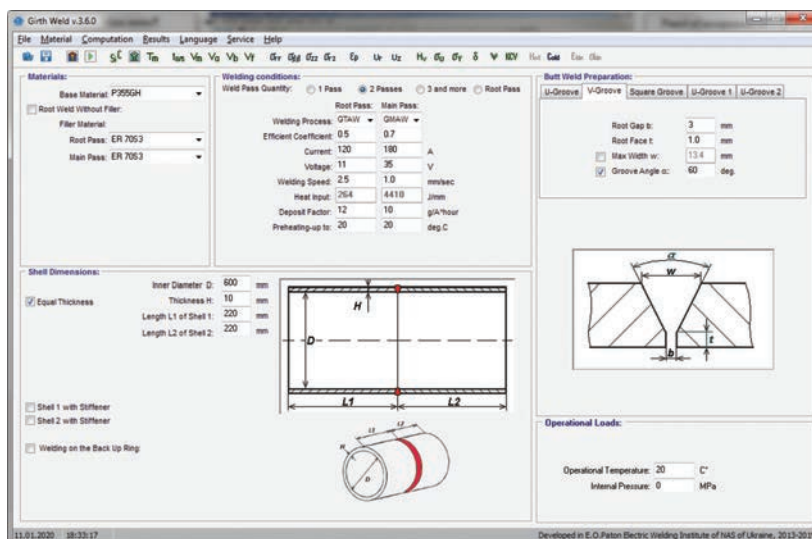 Girth Weld v.3.6.0
File Material Computation Results Language Service Help
Materials:
Base Material: P355GH
Root Weld Without Filler:
Filler Material:
Root Pass: ER 70S3
Main Pass: ER 70S3
Welding conditions:
Weld Pass Quantity: 1 Pass 2 Passes 3 and more Root Pass
Root Pass: Main Pass:
Welding Process: GTAW GMAW
Efficient Coefficient: 0.5 0.7
Current: 120 180 A
Voltage: 11 35 V
Welding Speed: 2.5 1.0 mm/sec
Heat Input: 264 4410 J/mm
Deposit Factor: 12 10 g/A*hour
Preheating-up to: 20 20 deg.C
Butt Weld Preparation:
U-Groove V-Groove Square Groove U-Groove 1 U-Groove 2
Root Gap b: 3 mm
Root Face t: 1.0 mm
Max Width w: 13.4 mm
Groove Angle α: 60 deg.
α
w
t
b
Shell Dimensions:
Equal Thickness
Inner Diameter D: 600 mm
Thickness H: 10 mm
Length L1 of Shell 1: 220 mm
Length L2 of Shell 2: 220 mm
H
D
L1 L2
Shell 1 with Stiffener
Shell 2 with Stiffener
Welding on the Back Up Ring:
L1 L2
H
D
Operational Loads:
Operational Temperature: 20 C°
Internal Pressure: 0 MPa
11.01.2020 18:33:17
Developed in E.O.Paton Electric Welding Institute of NAS of Ukraine, 2013-20